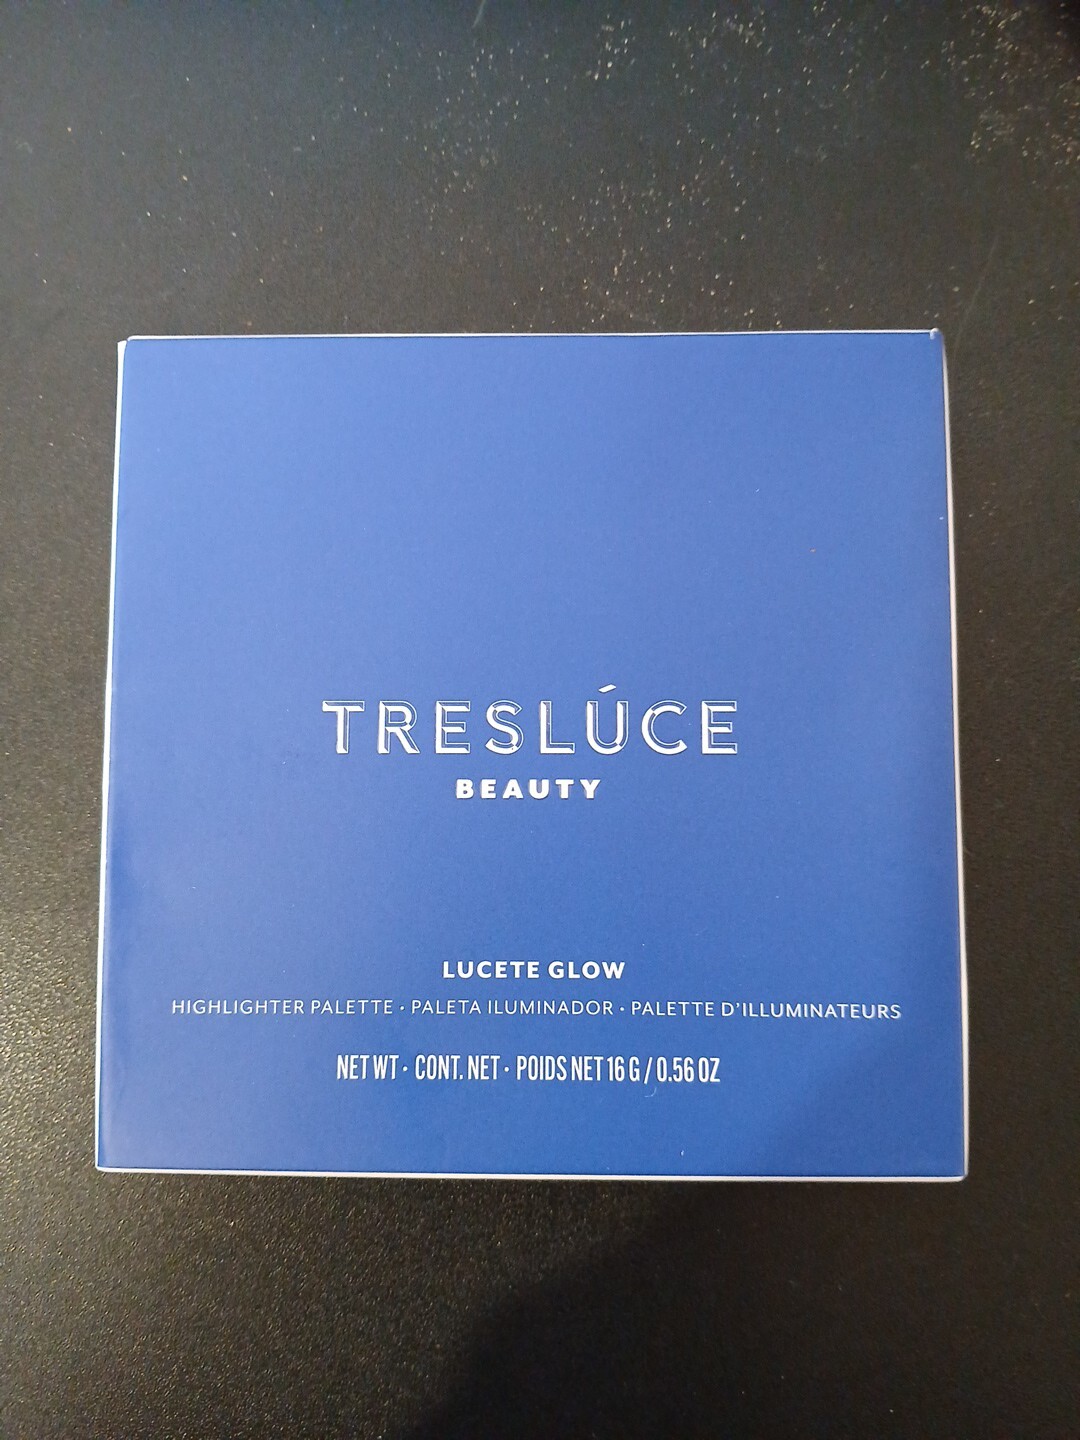 TRESLÚCE
BEAUTY
LUCETE GLOW
HIGHLIGHTER PALETTE · PALETA ILUMINADOR · PALETTE D'ILLUMINATEURS
NET WT · CONT. NET · POIDS NET 16 G / 0.56 OZ